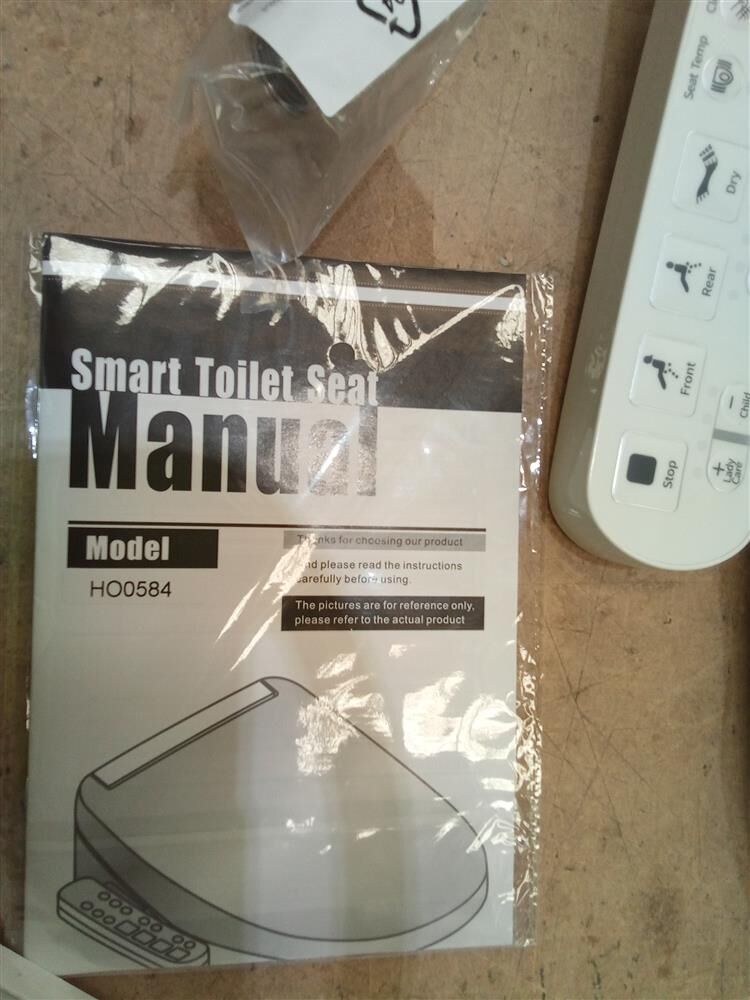 Smart Toilet Seat
Manual
Model
HO0584
Thanks for choosing our product
and please read the instructions
carefully before using.
The pictures are for reference only,
please refer to the actual product
Seat Temp
Dry
Rear
Front
Stop
Child
Lady
Care